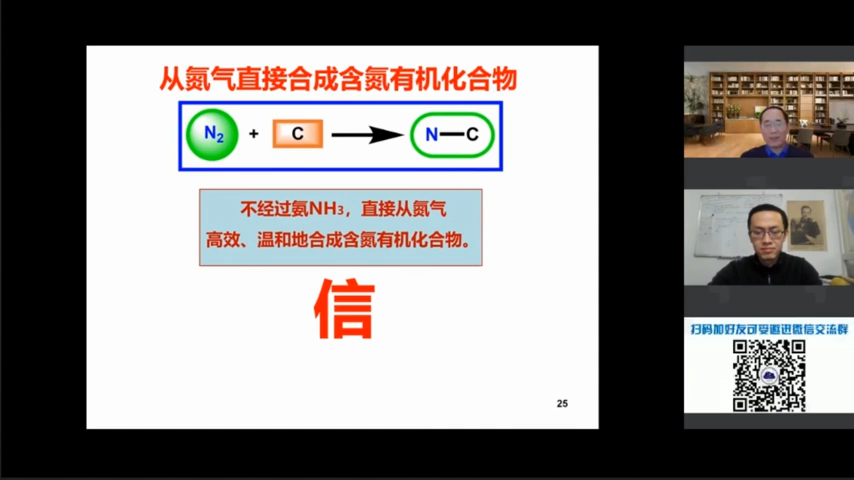 从氮气直接合成含氮有机化合物
N₂ + C N—C
不经过氨NH₃，直接从氮气
高效、温和地合成含氮有机化合物。
信
25
扫码加好友可受邀进微信交流群